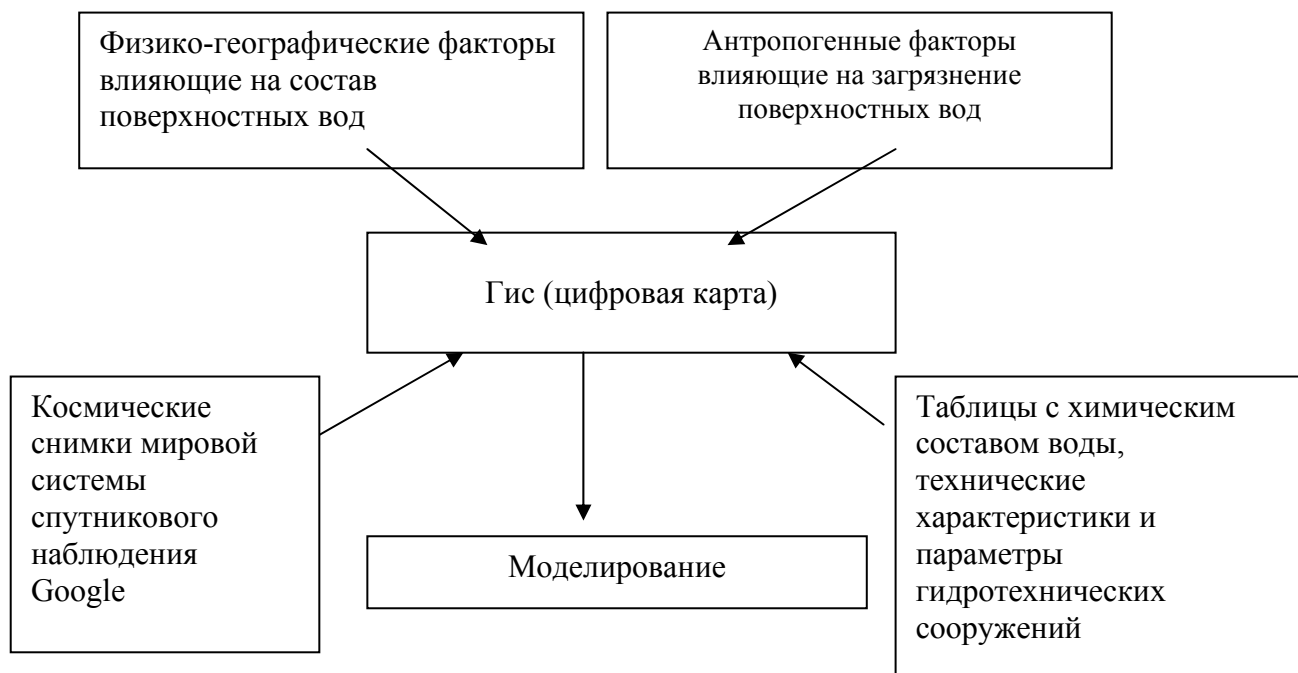 Физико-географические факторы
влияющие на состав
поверхностных вод
Антропогенные факторы
влияющие на загрязнение
поверхностных вод
Гис (цифровая карта)
Космические
снимки мировой
системы
спутникового
наблюдения
Google
Моделирование
Таблицы с химическим
составом воды,
технические
характеристики и
параметры
гидротехнических
сооружений